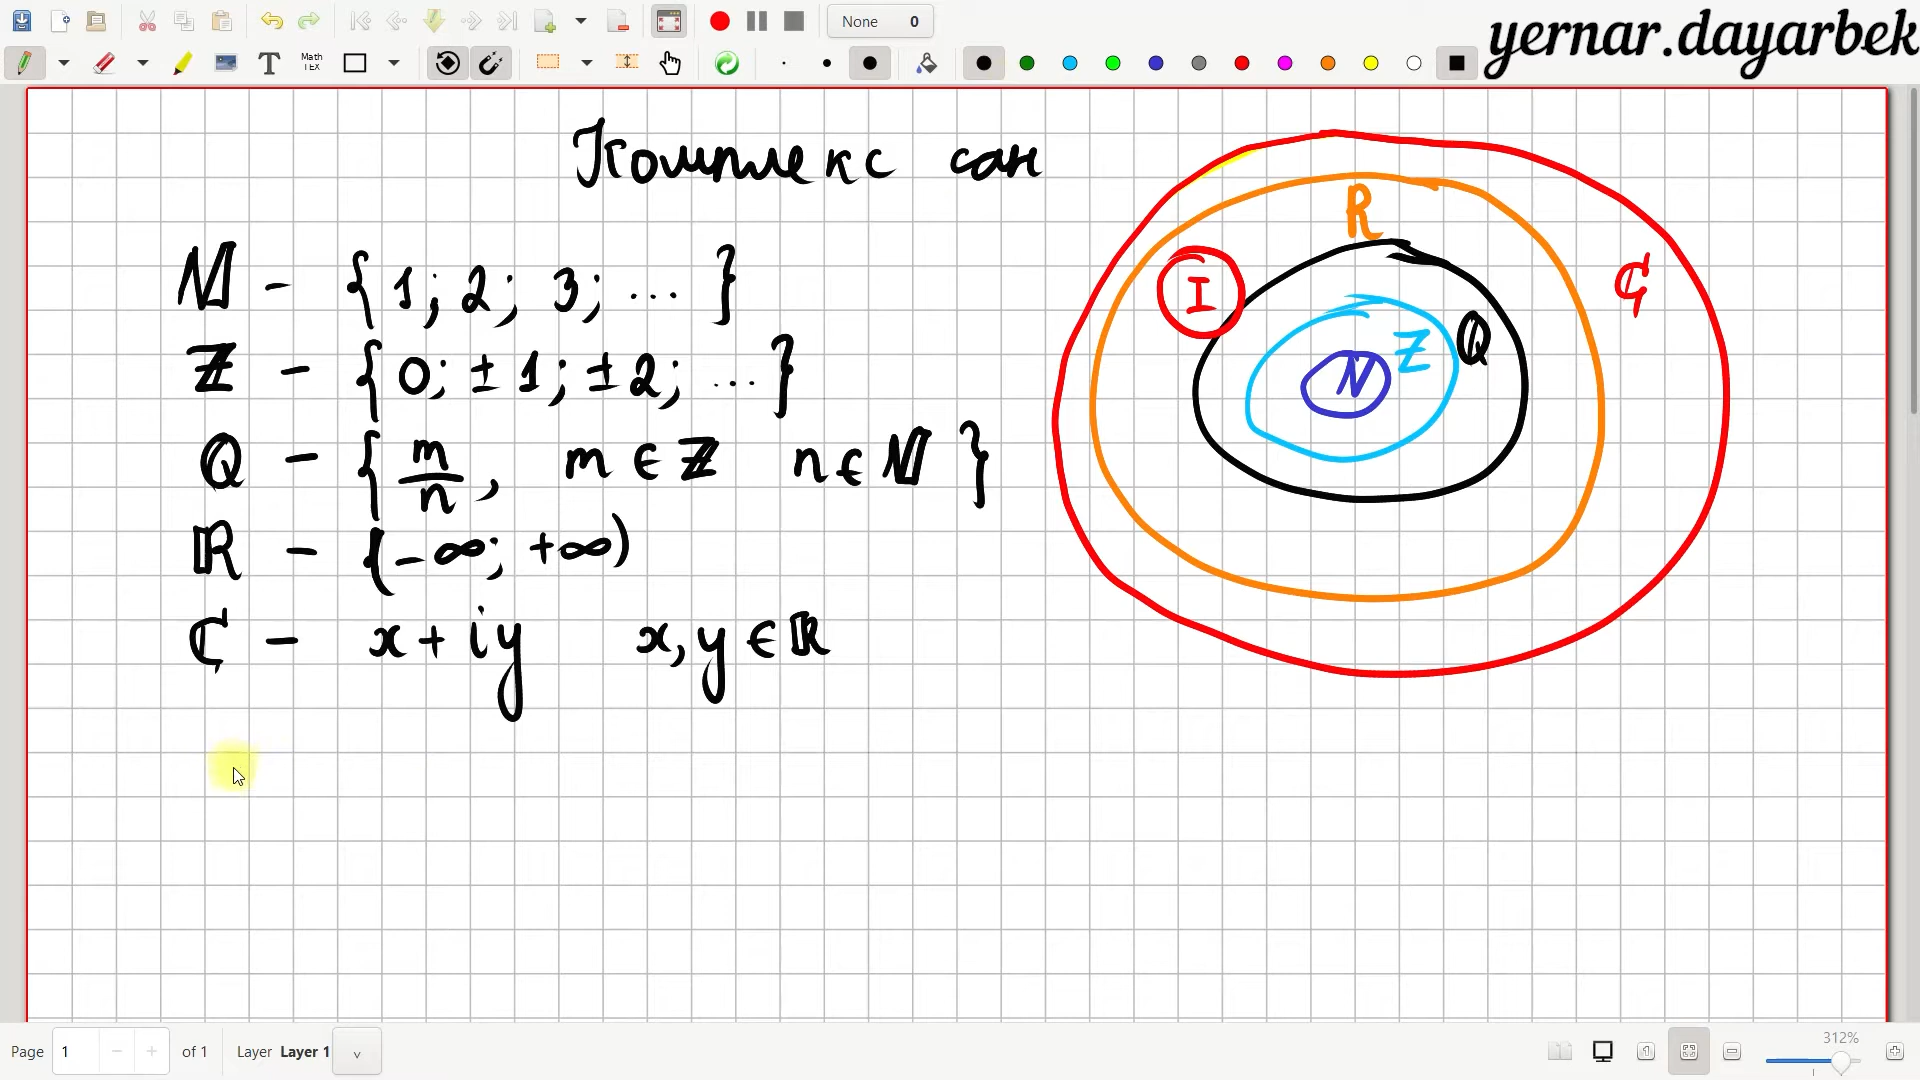 None 0
yernar.dayarbek
Math TEX
Комплекс сан
ℕ - { 1; 2; 3; ... }
ℤ - { 0; ±1; ±2; ... }
ℚ - { m/n, m ∈ ℤ n ∈ ℕ }
ℝ - (-∞; +∞)
ℂ - x + iy x, y ∈ ℝ
R
I
ℂ
Q
ℤ
N
Page 1 of 1 Layer Layer 1
312%